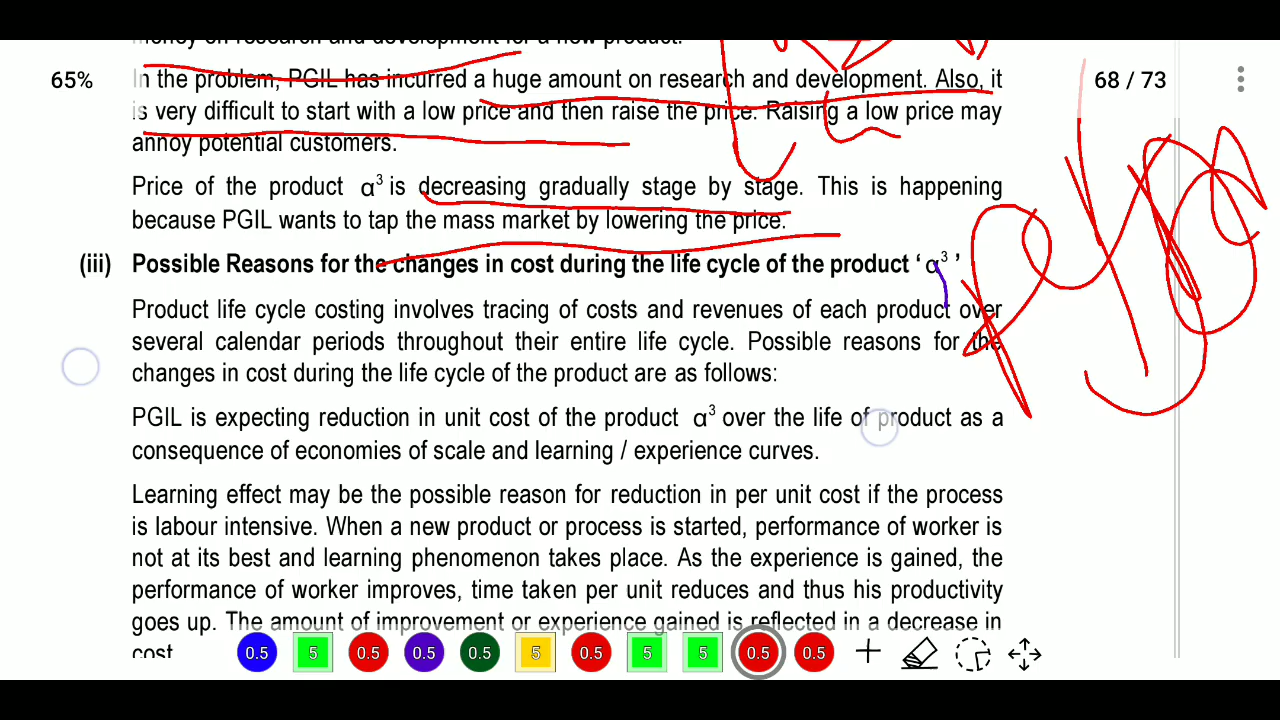 money on research and development for a new product.
65%
In the problem, PGIL has incurred a huge amount on research and development. Also, it
68 / 73
is very difficult to start with a low price and then raise the price. Raising a low price may
annoy potential customers.
Price of the product α³ is decreasing gradually stage by stage. This is happening
because PGIL wants to tap the mass market by lowering the price.
(iii) Possible Reasons for the changes in cost during the life cycle of the product ‘ α³ ’
Product life cycle costing involves tracing of costs and revenues of each product over
several calendar periods throughout their entire life cycle. Possible reasons for the
changes in cost during the life cycle of the product are as follows:
PGIL is expecting reduction in unit cost of the product α³ over the life of product as a
consequence of economies of scale and learning / experience curves.
Learning effect may be the possible reason for reduction in per unit cost if the process
is labour intensive. When a new product or process is started, performance of worker is
not at its best and learning phenomenon takes place. As the experience is gained, the
performance of worker improves, time taken per unit reduces and thus his productivity
goes up. The amount of improvement or experience gained is reflected in a decrease in
cost
0.5 5 0.5 0.5 0.5 5 0.5 5 5 0.5 0.5